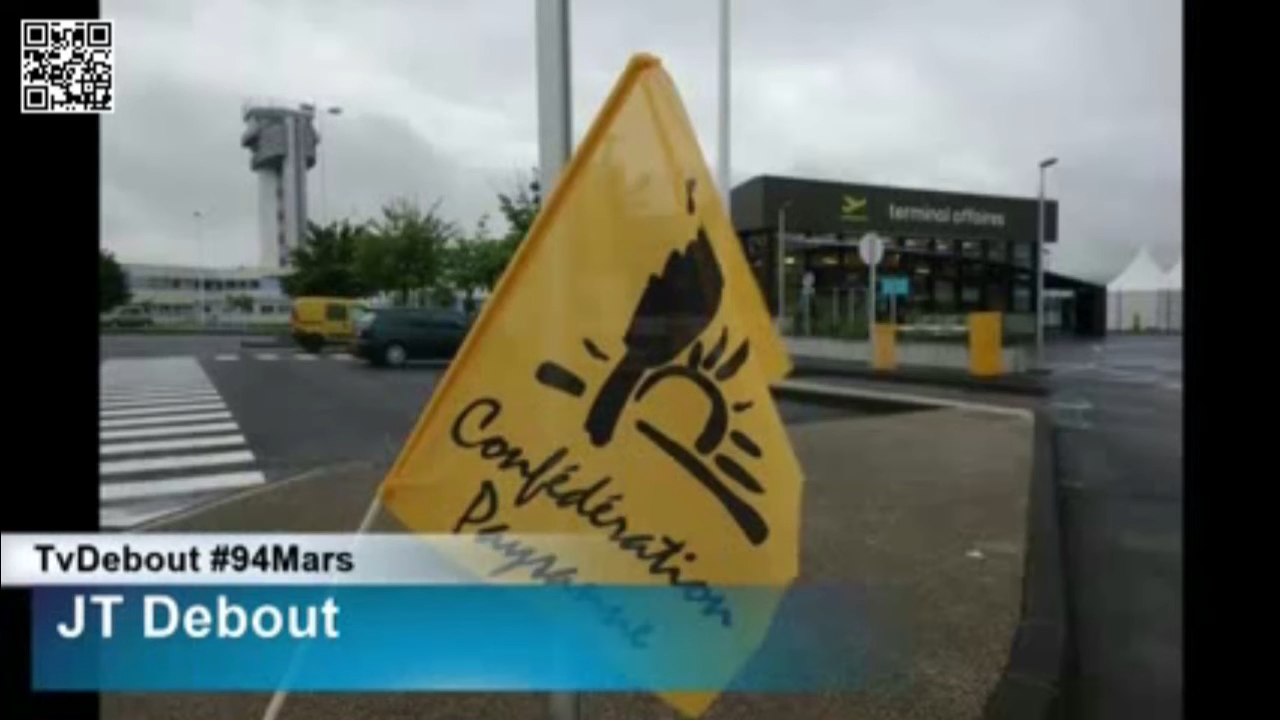 terminal affaires
Confédération
Paysanne
TvDebout #94Mars
JT Debout